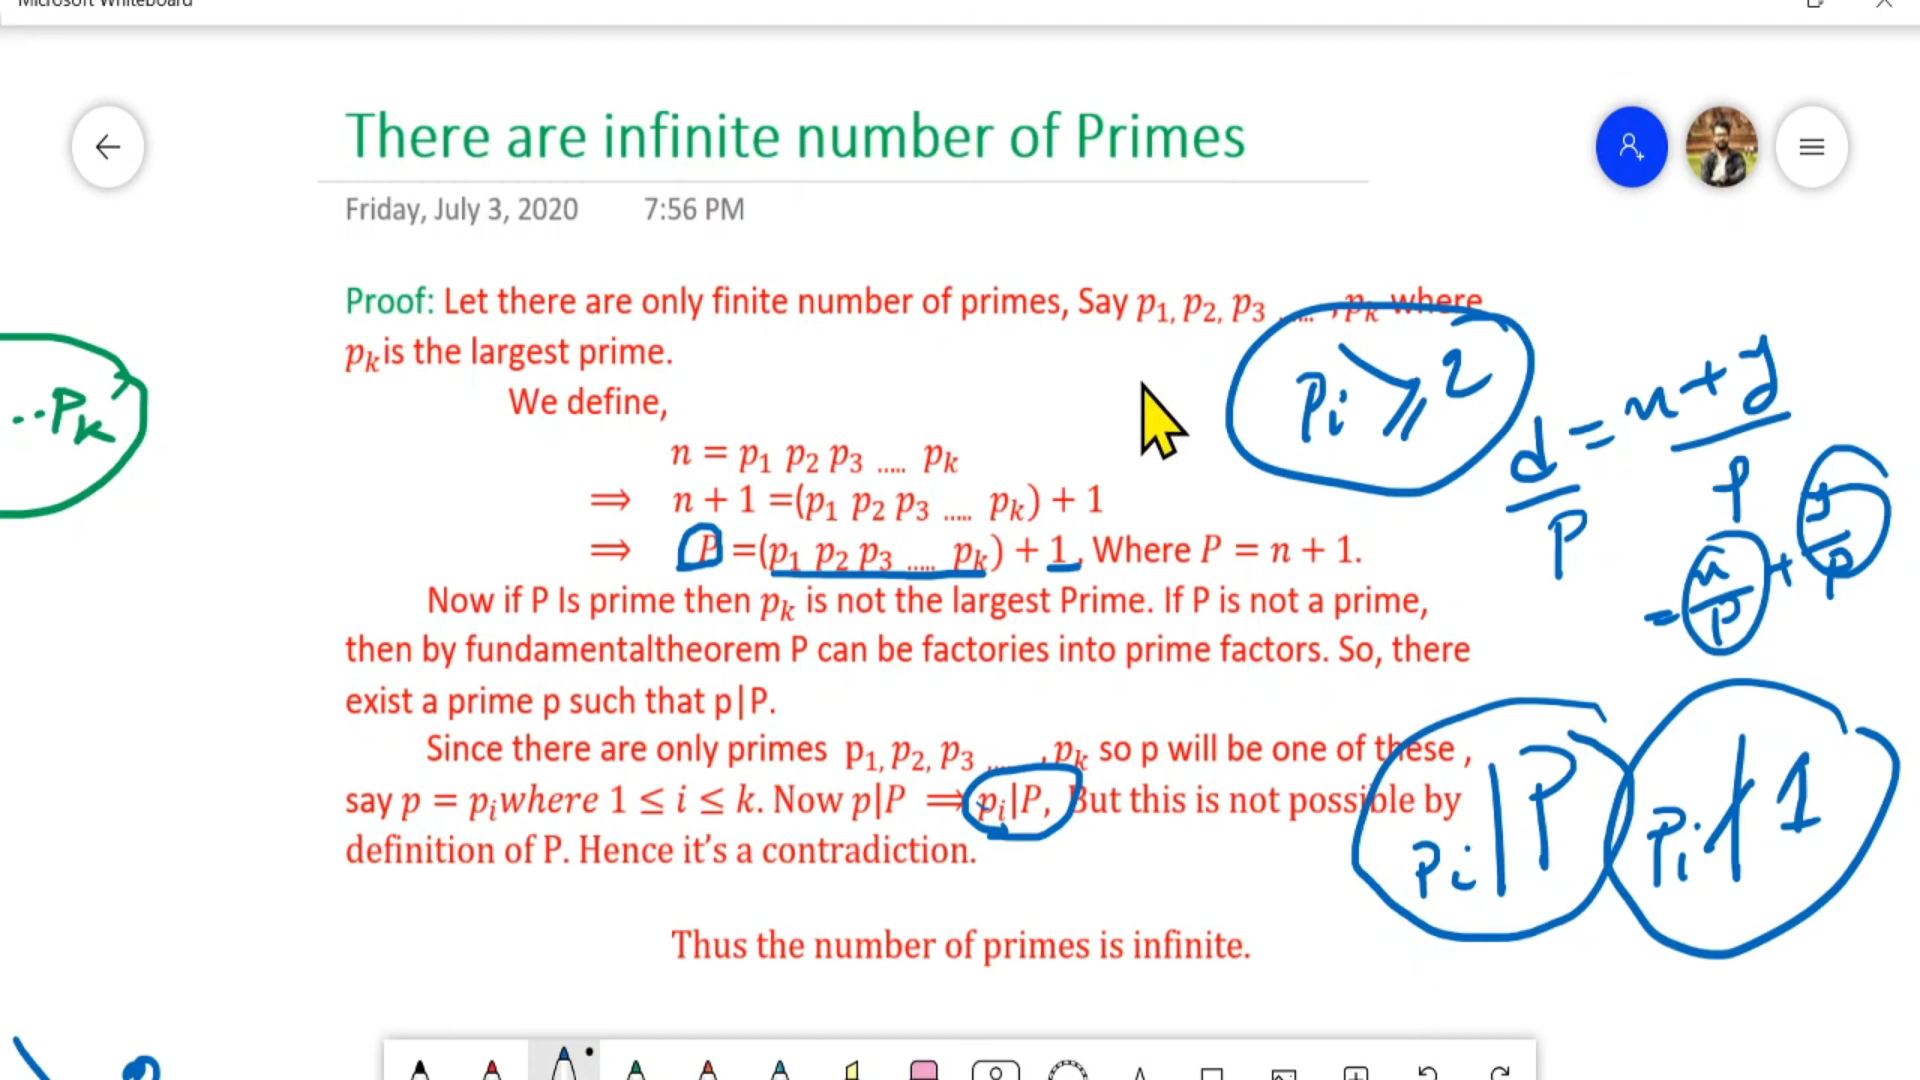 Microsoft Whiteboard
There are infinite number of Primes
Friday, July 3, 2020 7:56 PM
Proof: Let there are only finite number of primes, Say p₁, p₂, p₃ ..... , pₖ where
pₖ is the largest prime.
We define,
n = p₁ p₂ p₃ ..... pₖ
⟹ n + 1 =(p₁ p₂ p₃ ..... pₖ) + 1
⟹ P =(p₁ p₂ p₃ ..... pₖ) + 1, Where P = n + 1.
Now if P Is prime then pₖ is not the largest Prime. If P is not a prime,
then by fundamentaltheorem P can be factories into prime factors. So, there
exist a prime p such that p|P.
Since there are only primes p₁, p₂, p₃ ..... , pₖ so p will be one of these ,
say p = pᵢ where 1 ≤ i ≤ k. Now p|P ⟹ pᵢ|P, But this is not possible by
definition of P. Hence it's a contradiction.
Thus the number of primes is infinite.
..Pₖ
Pᵢ ⩾ 2
d/P = n + y/P
= n/P + y/P
Pᵢ | P
Pᵢ ∤ 1